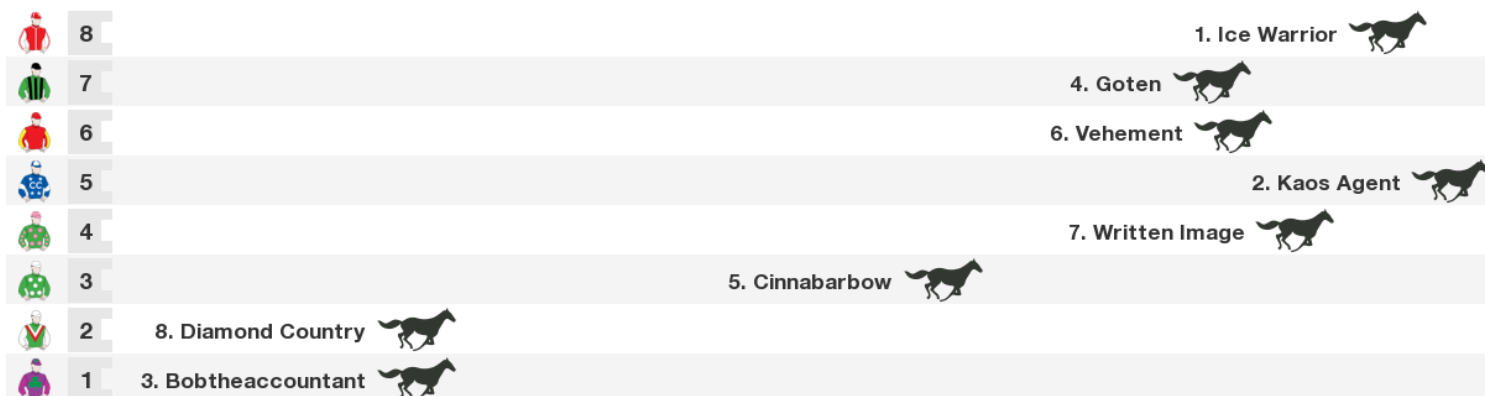 8 1. Ice Warrior
7 4. Goten
6 6. Vehement
5 CC 2. Kaos Agent
4 7. Written Image
3 5. Cinnabarbow
2 8. Diamond Country
1 3. Bobtheaccountant